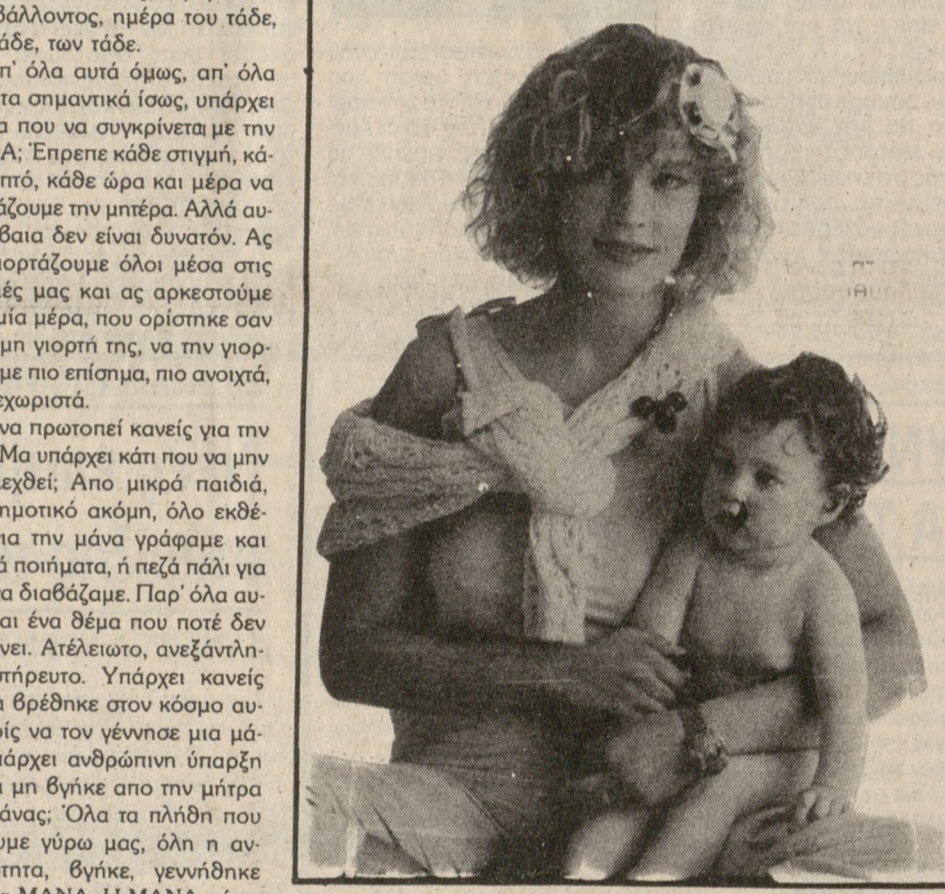 βάλλοντος, ημέρα του τάδε,
άδε, των τάδε.
π' όλα αυτά όμως, απ' όλα
τα σημαντικά ίσως, υπάρχει
α που να συγκρίνεται με την
Α; Έπρεπε κάθε στιγμή, κά-
πτό, κάθε ώρα και μέρα να
άζουμε την μητέρα. Αλλά αυ-
βαια δεν είναι δυνατόν. Ας
ιορτάζουμε όλοι μέσα στις
ιές μας και ας αρκεστούμε
μία μέρα, που ορίστηκε σαν
μη γιορτή της, να την γιορ-
με πιο επίσημα, πιο ανοιχτά,
εχωριστά.
να πρωτοπεί κανείς για την
Μα υπάρχει κάτι που να μην
λεχθεί; Απο μικρά παιδιά,
ημοτικό ακόμη, όλο εκθέ-
ια την μάνα γράφαμε και
ά ποιήματα, ή πεζά πάλι για
α διαβάζαμε. Παρ' όλα αυ-
αι ένα θέμα που ποτέ δεν
νει. Ατέλειωτο, ανεξάντλη-
στήρευτο. Υπάρχει κανείς
α βρέθηκε στον κόσμο αυ-
ρίς να τον γέννησε μια μά-
πάρχει ανθρώπινη ύπαρξη
α μη βγήκε απο την μήτρα
άνας; Όλα τα πλήθη που
υμε γύρω μας, όλη η αν-
τητα, βγήκε, γεννήθηκε
ΜΑΝΑ. Η ΜΑΝΑ